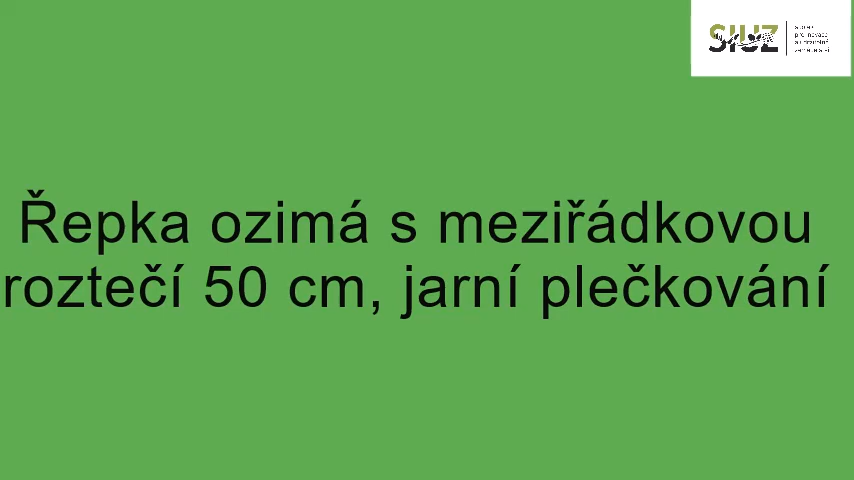 SIUZ
Řepka ozimá s meziřádkovou
roztečí 50 cm, jarní plečkování